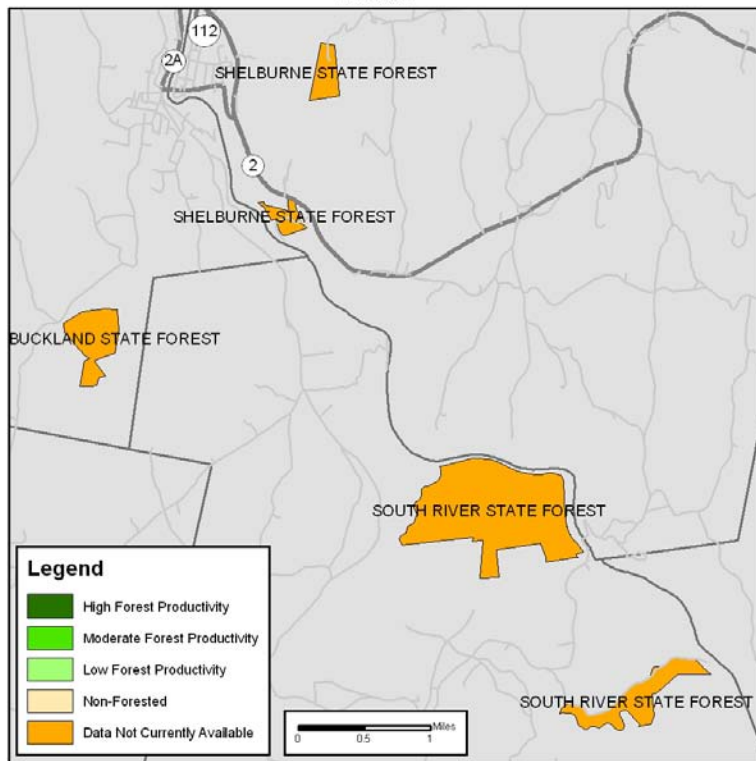 112
2A
SHELBURNE STATE FOREST
2
SHELBURNE STATE FOREST
BUCKLAND STATE FOREST
SOUTH RIVER STATE FOREST
Legend
High Forest Productivity
Moderate Forest Productivity
Low Forest Productivity
Non-Forested
Data Not Currently Available
SOUTH RIVER STATE FOREST
Miles
0 0.5 1